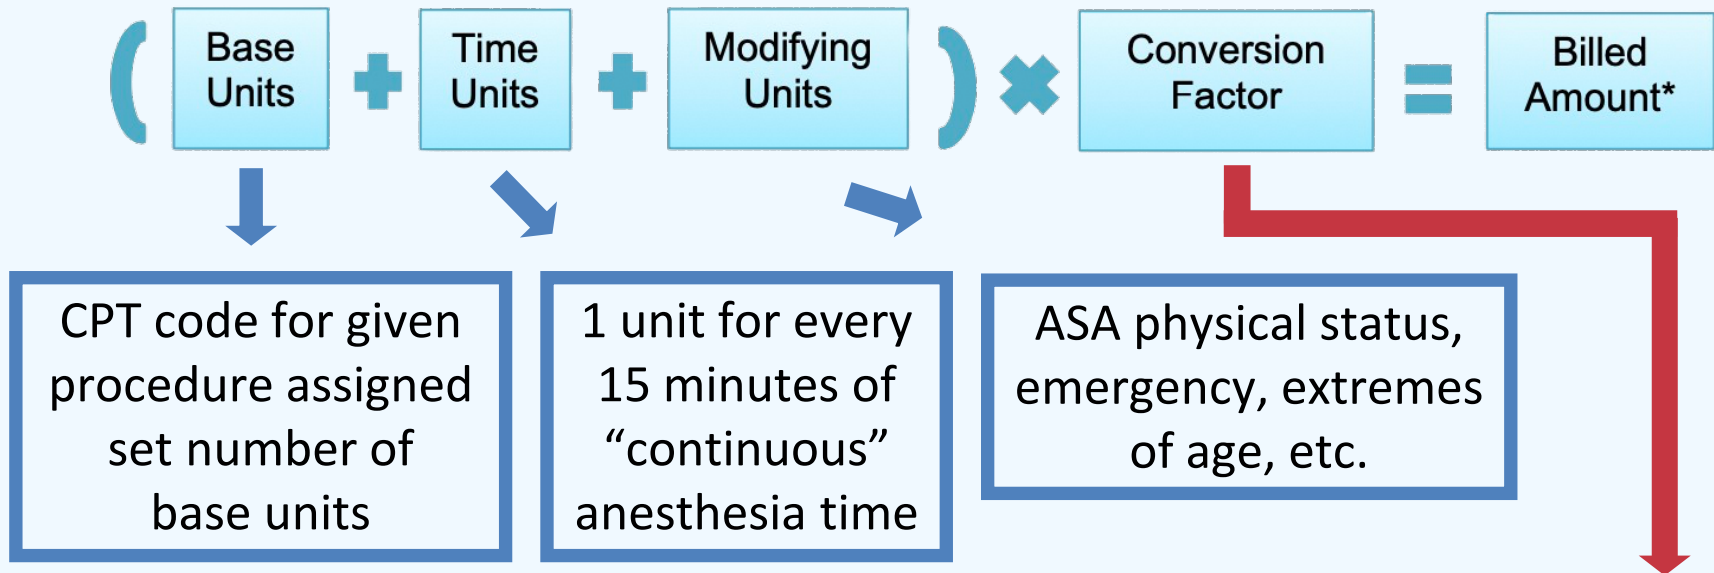 ( Base Units + Time Units + Modifying Units ) × Conversion Factor = Billed Amount*
CPT code for given
procedure assigned
set number of
base units
1 unit for every
15 minutes of
“continuous”
anesthesia time
ASA physical status,
emergency, extremes
of age, etc.